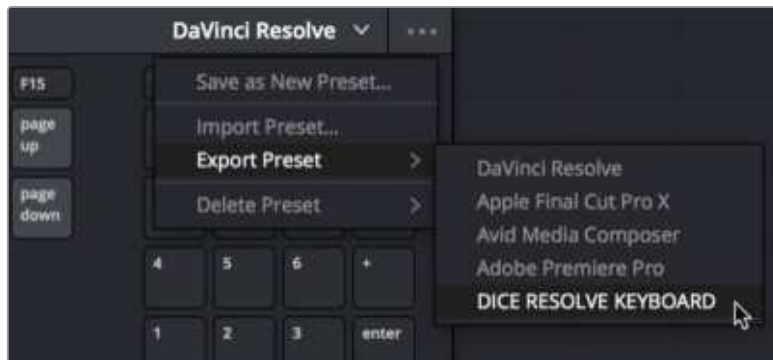 DaVinci Resolve
F15
Save as New Preset...
page
up
Import Preset...
Export Preset
DaVinci Resolve
page
down
Delete Preset
Apple Final Cut Pro X
Avid Media Composer
4 5 6 +
Adobe Premiere Pro
DICE RESOLVE KEYBOARD
1 2 3 enter